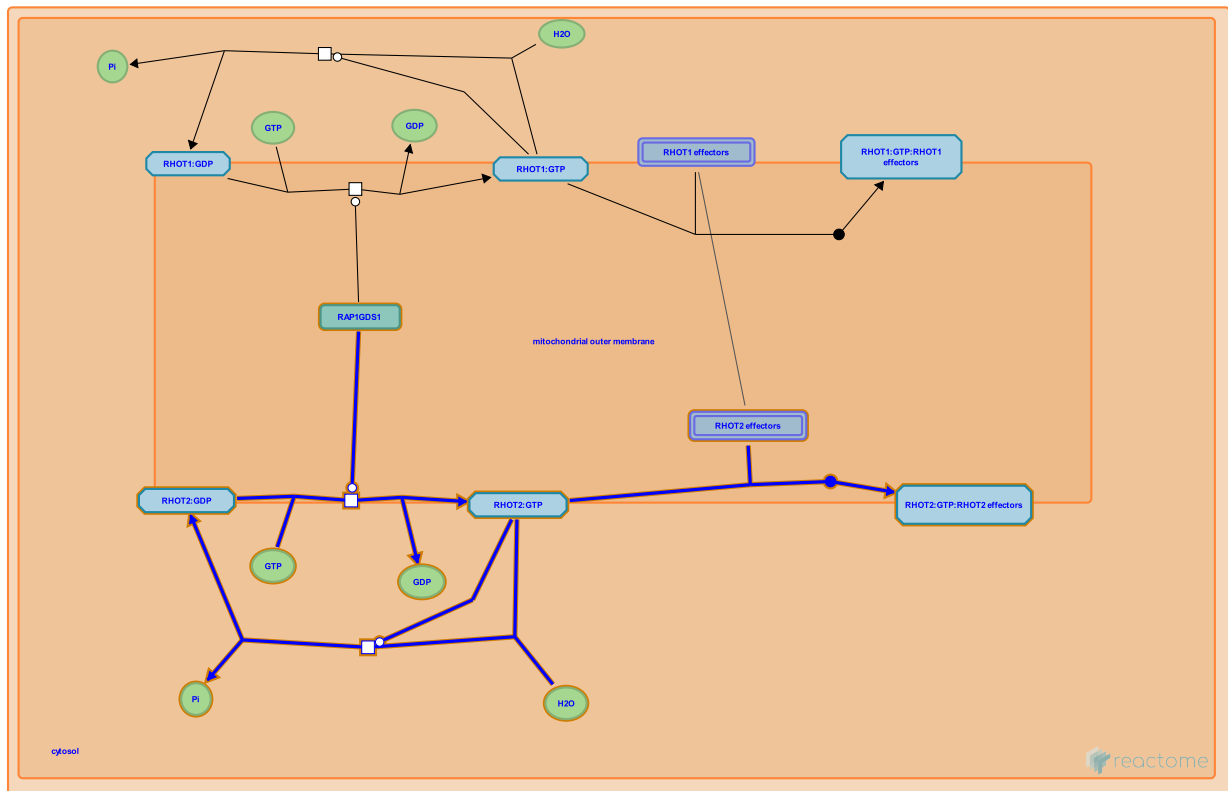 H2O
Pi
GTP
GDP
RHOT1:GDP
RHOT1:GTP
RHOT1 effectors
RHOT1:GTP:RHOT1
effectors
RAP1GDS1
mitochondrial outer membrane
RHOT2 effectors
RHOT2:GDP
RHOT2:GTP
RHOT2:GTP:RHOT2 effectors
GTP
GDP
Pi
H2O
cytosol
reactome